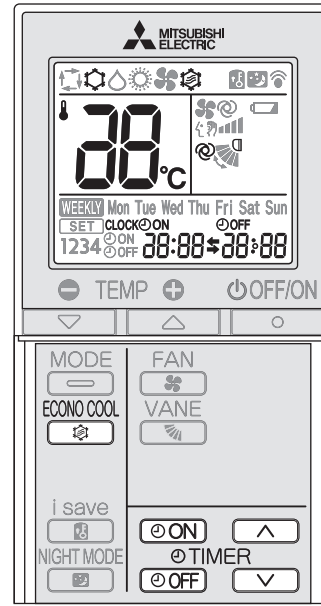 MITSUBISHI
ELECTRIC
88°C
WEEKLY Mon Tue Wed Thu Fri Sat Sun
SET CLOCK ON OFF
1234 ON OFF 88:88 88:88
TEMP OFF/ON
MODE FAN
ECONO COOL VANE
i save
ON
NIGHT MODE TIMER
OFF